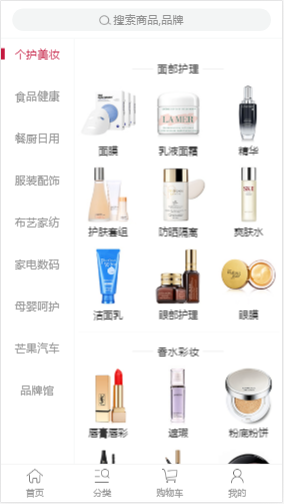 搜索商品,品牌
个护美妆
食品健康
餐厨日用
服装配饰
布艺家纺
家电数码
母婴呵护
芒果汽车
品牌馆
面部护理
面膜
乳液面霜
精华
护肤套组
防晒隔离
爽肤水
洁面乳
眼部护理
眼膜
香水彩妆
唇膏唇彩
遮瑕
粉底粉饼
首页
分类
购物车
我的
LA MER
SK-II